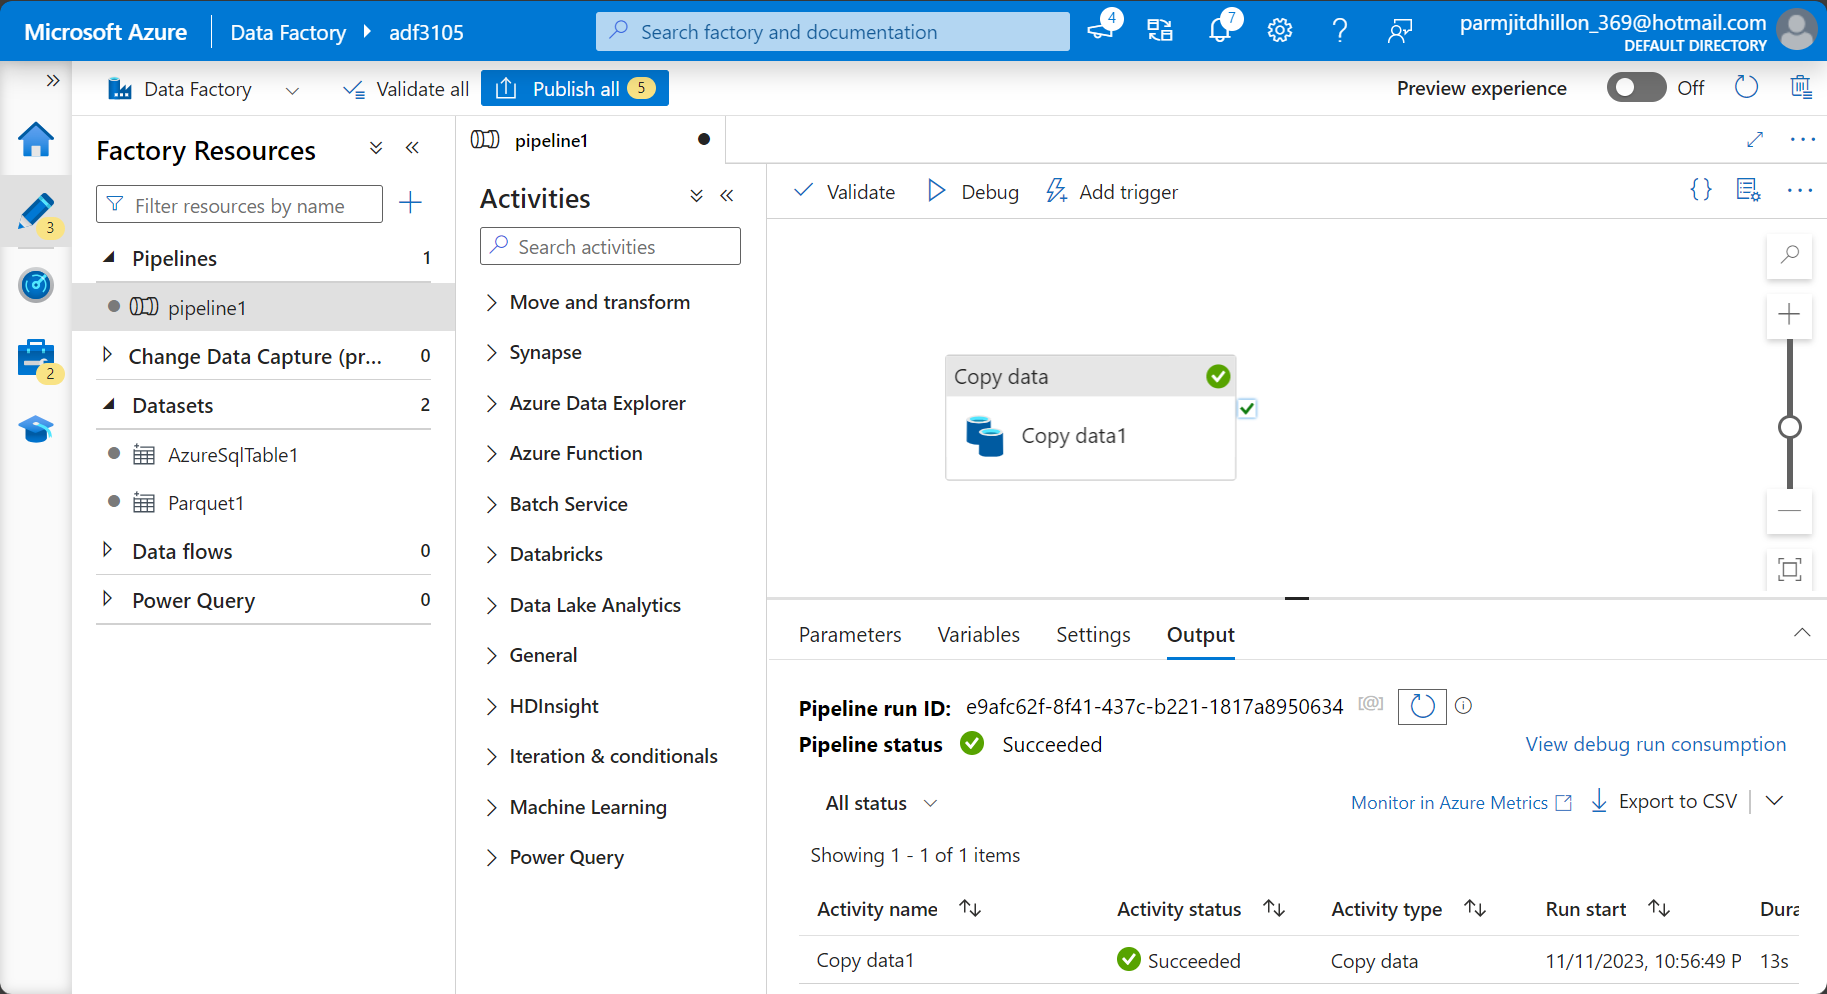 Microsoft Azure
Data Factory
adf3105
Search factory and documentation
4
7
parmjitdhillon_369@hotmail.com
DEFAULT DIRECTORY
Data Factory
Validate all
Publish all
5
Preview experience
Off
3
2
Factory Resources
Filter resources by name
Pipelines
1
pipeline1
Change Data Capture (pr...
0
Datasets
2
AzureSqlTable1
Parquet1
Data flows
0
Power Query
0
pipeline1
Activities
Search activities
Move and transform
Synapse
Azure Data Explorer
Azure Function
Batch Service
Databricks
Data Lake Analytics
General
HDInsight
Iteration & conditionals
Machine Learning
Power Query
Validate
Debug
Add trigger
{}
Copy data
Copy data1
Parameters
Variables
Settings
Output
Pipeline run ID: e9afc62f-8f41-437c-b221-1817a8950634 [@]
Pipeline status
Succeeded
View debug run consumption
All status
Monitor in Azure Metrics
Export to CSV
Showing 1 - 1 of 1 items
Activity name
Activity status
Activity type
Run start
Dura
Copy data1
Succeeded
Copy data
11/11/2023, 10:56:49 P
13s